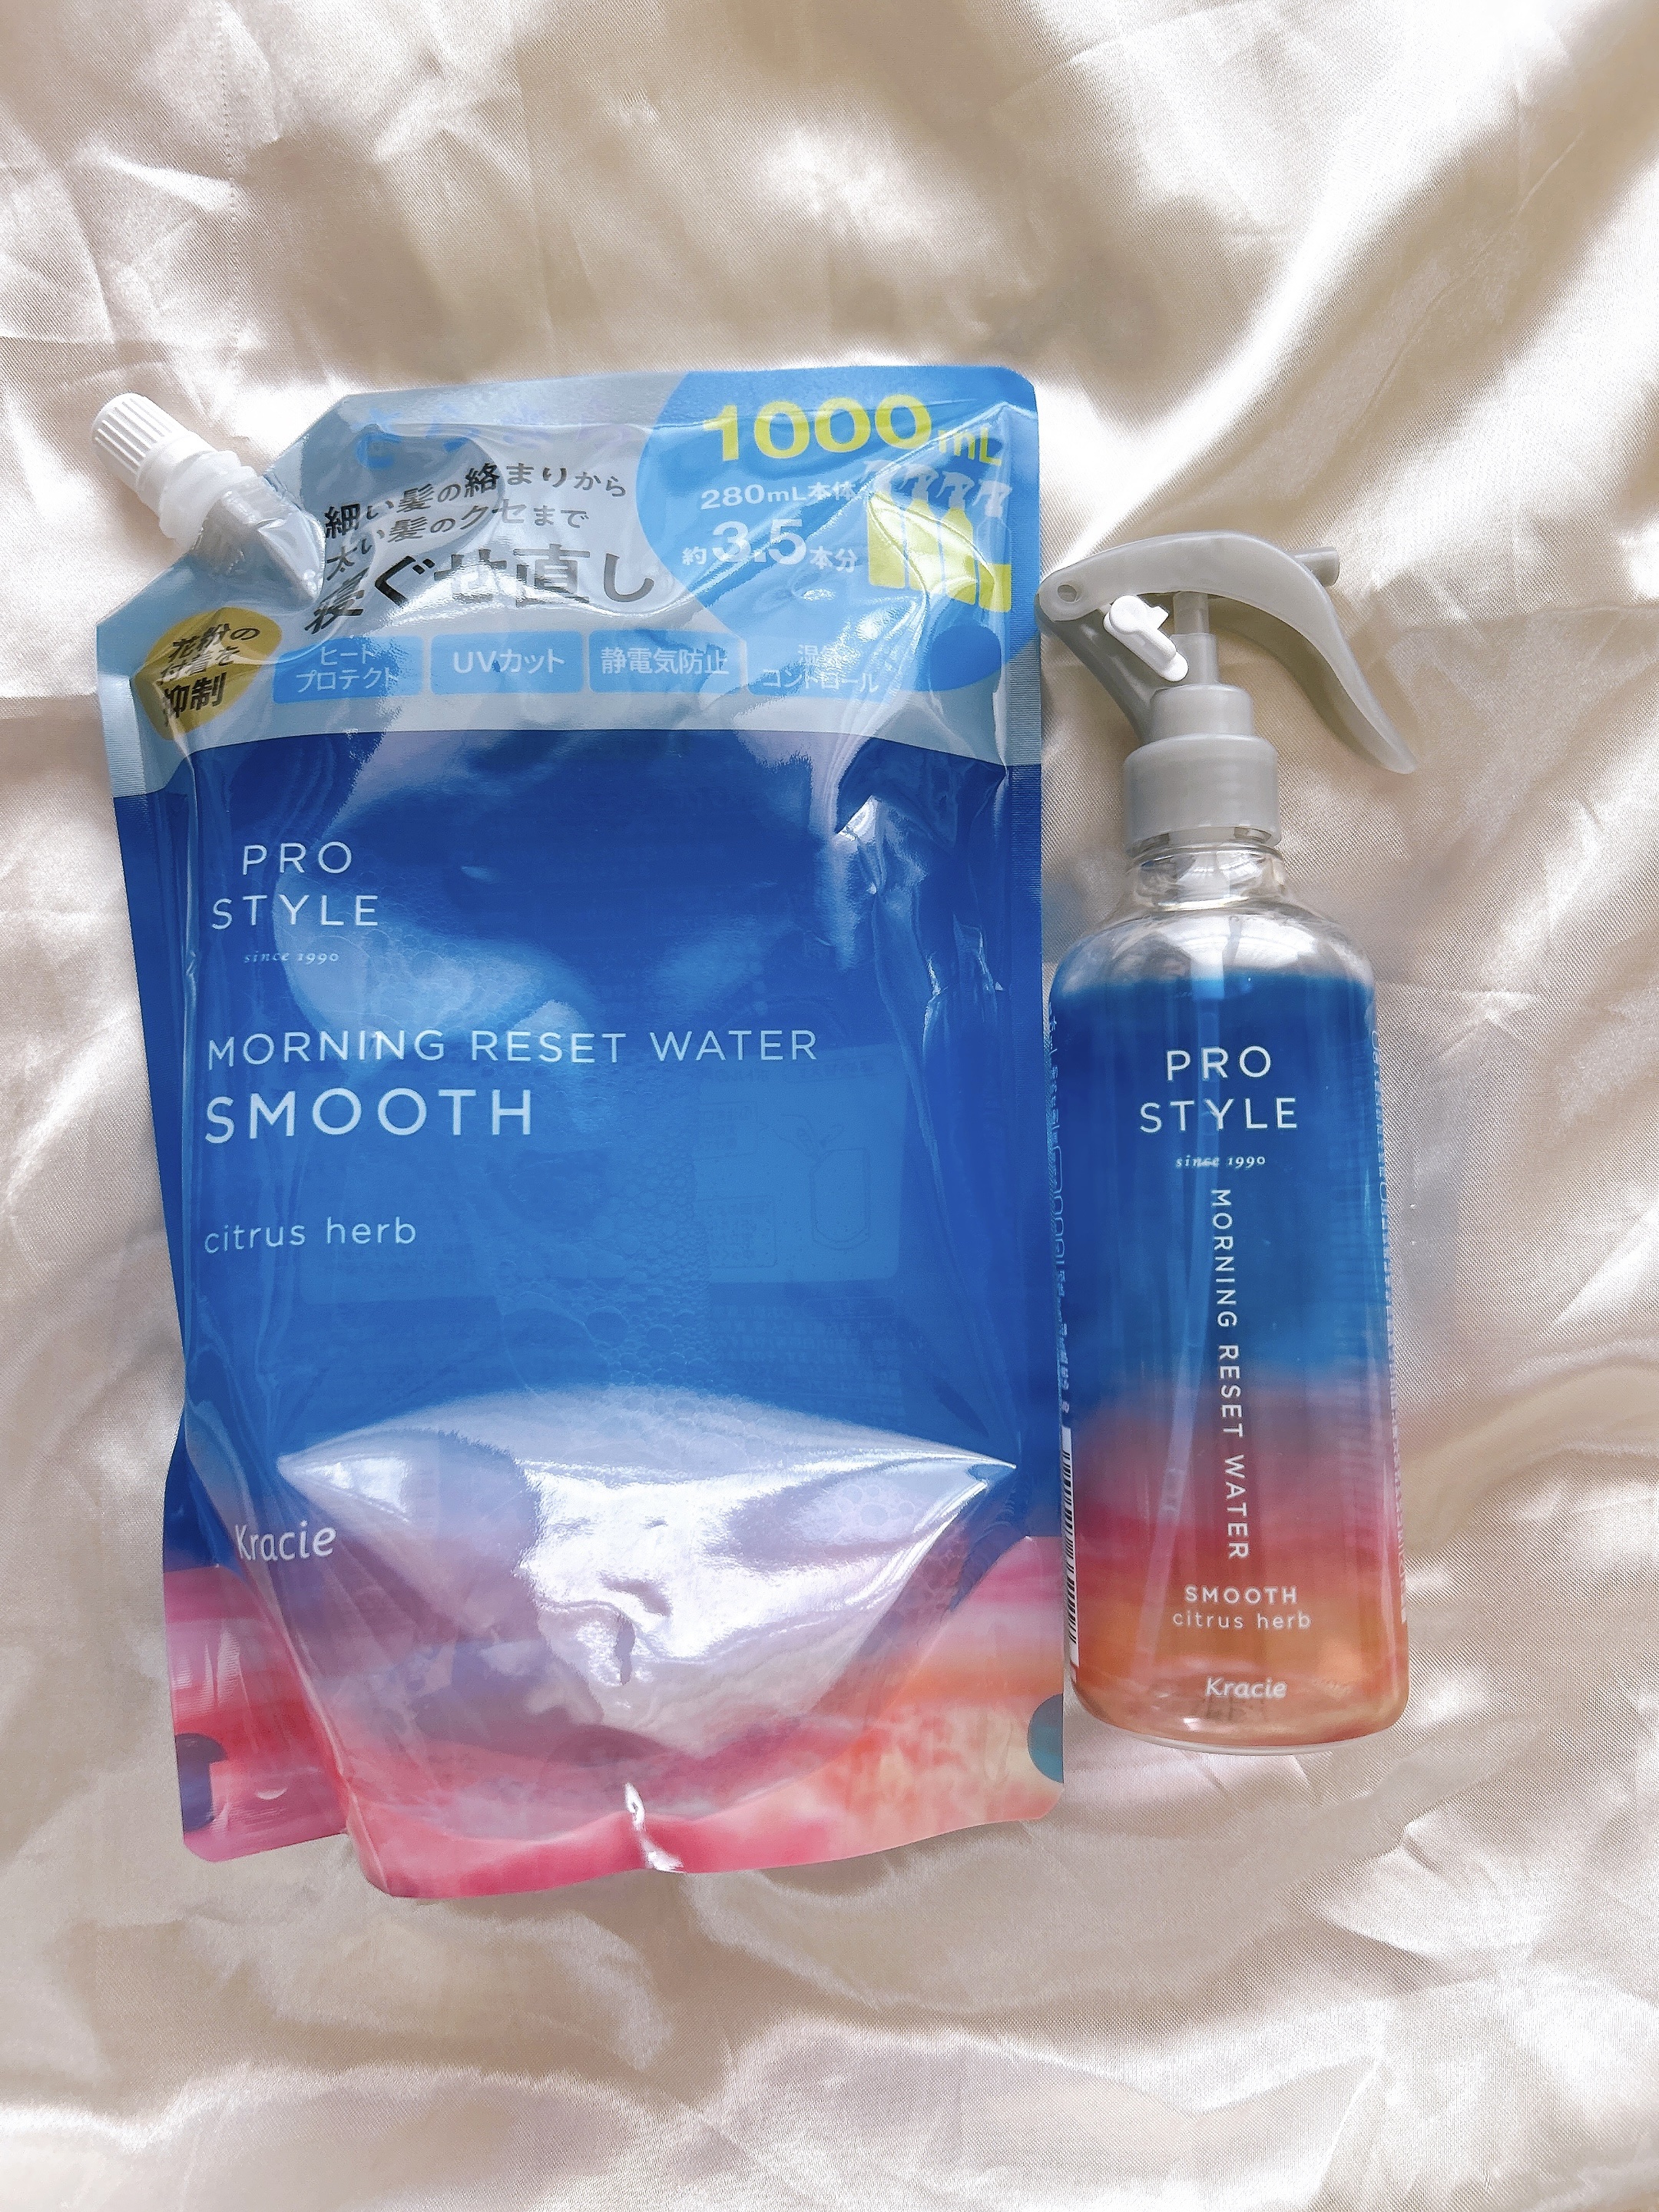 1000mL
280mL本体
約3.5本分
細い髪の絡まりから
太い髪のクセまで
寝ぐせ直し
花粉の
付着を
抑制
ヒート
プロテクト
UVカット
静電気防止
湿気
コントロール
PRO
STYLE
since 1990
MORNING RESET WATER
SMOOTH
citrus herb
Kracie
PRO
STYLE
since 1990
MORNING RESET WATER
SMOOTH
citrus herb
Kracie